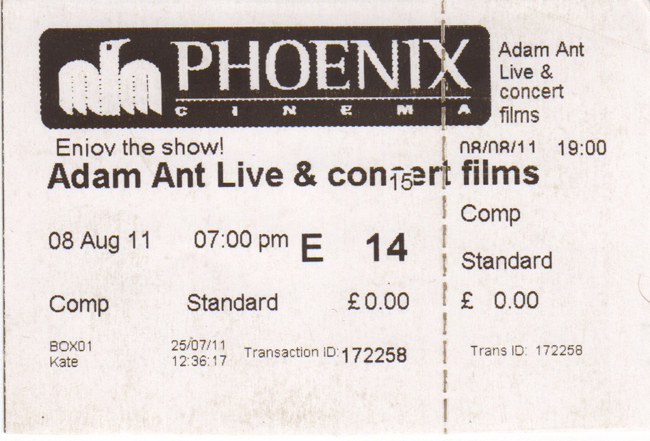 PHOENIX
CINEMA
Adam Ant
Live &
concert
films
Enjoy the show!
08/08/11 19:00
Adam Ant Live & concert films
15
08 Aug 11 07:00 pm E 14
Comp
Standard
Comp Standard £0.00
£ 0.00
BOX01
Kate
25/07/11
12:36:17
Transaction ID: 172258
Trans ID: 172258